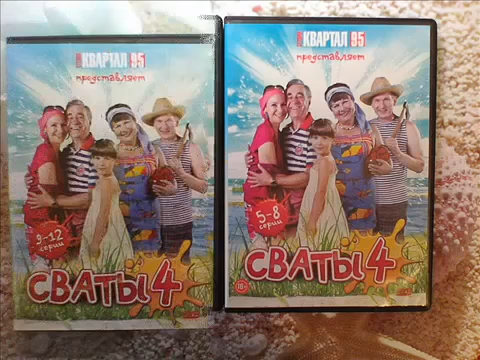 КВАРТАЛ 95
представляет
9-12
серии
СВАТЫ 4
КВАРТАЛ 95
представляет
5-8
серии
18+
СВАТЫ 4